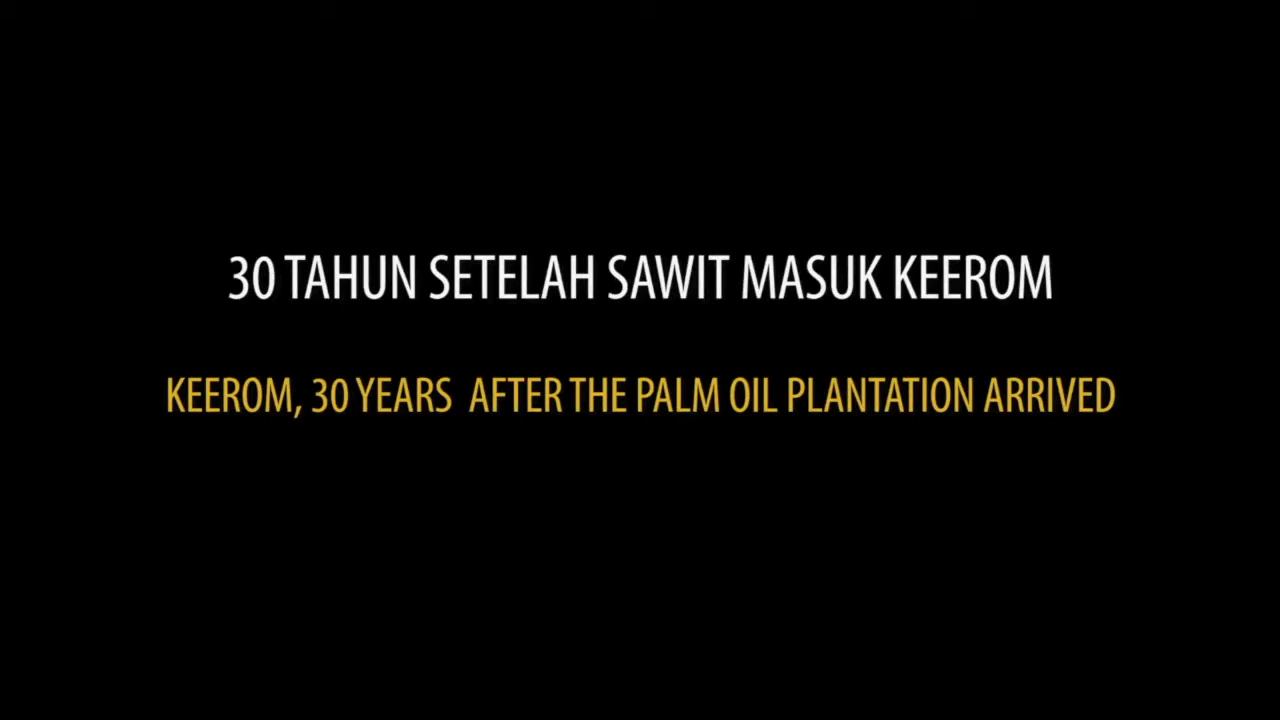 30 TAHUN SETELAH SAWIT MASUK KEEROM
KEEROM, 30 YEARS  AFTER THE PALM OIL PLANTATION ARRIVED